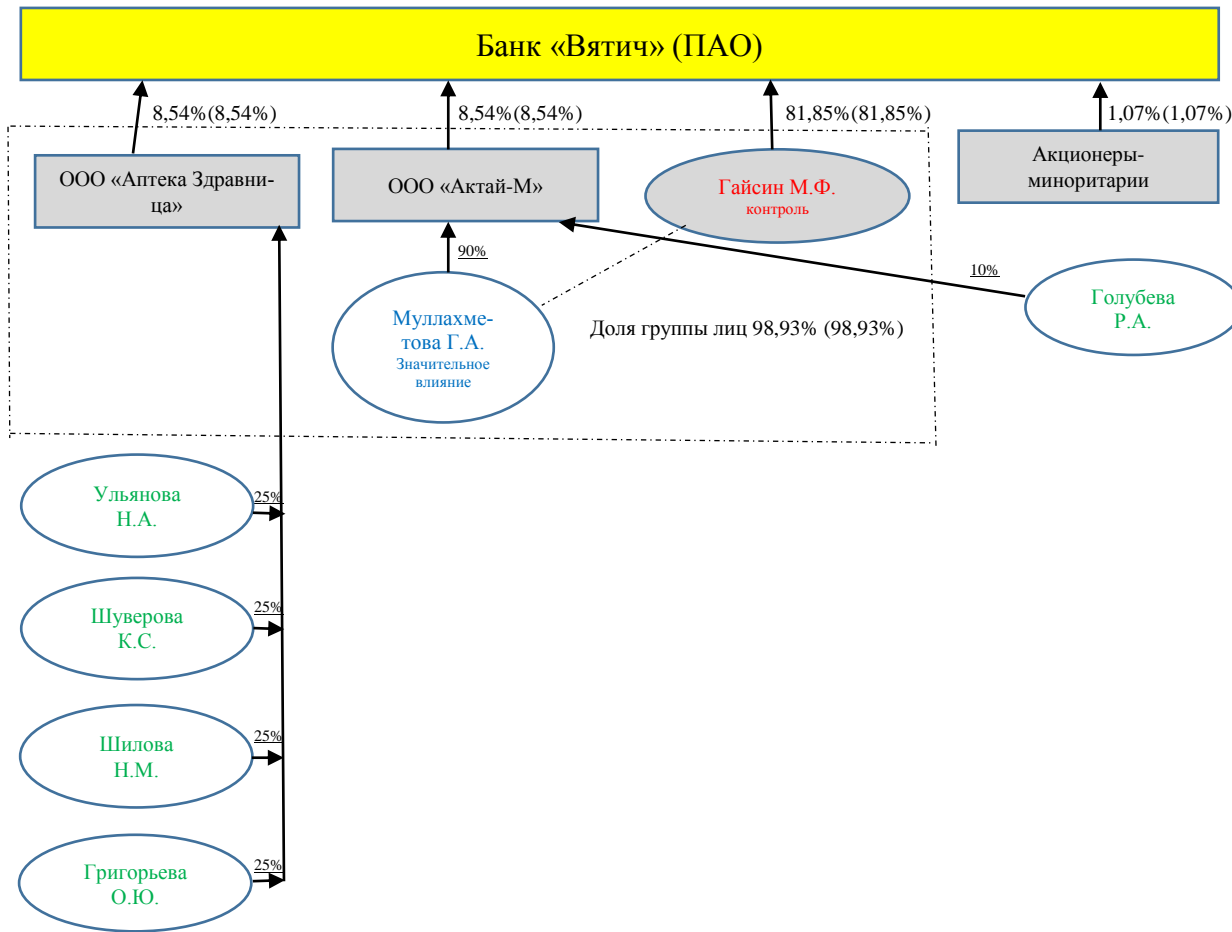 Банк «Вятич» (ПАО)
8,54%(8,54%)
8,54%(8,54%)
81,85%(81,85%)
1,07%(1,07%)
ООО «Аптека Здравни-
ца»
ООО «Актай-М»
Гайсин М.Ф.
контроль
Акционеры-
миноритарии
90%
10%
Муллахме-
това Г.А.
Значительное
влияние
Доля группы лиц 98,93% (98,93%)
Голубева
Р.А.
Ульянова
Н.А.
25%
Шуверова
К.С.
25%
Шилова
Н.М.
25%
Григорьева
О.Ю.
25%